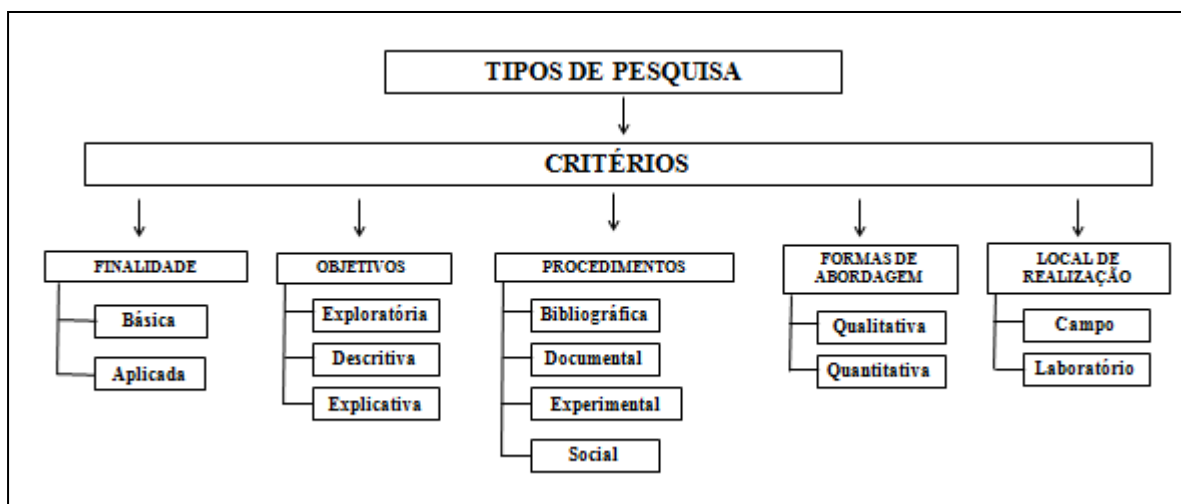 TIPOS DE PESQUISA
CRITÉRIOS
FINALIDADE
Básica
Aplicada
OBJETIVOS
Exploratória
Descritiva
Explicativa
PROCEDIMENTOS
Bibliográfica
Documental
Experimental
Social
FORMAS DE
ABORDAGEM
Qualitativa
Quantitativa
LOCAL DE
REALIZAÇÃO
Campo
Laboratório